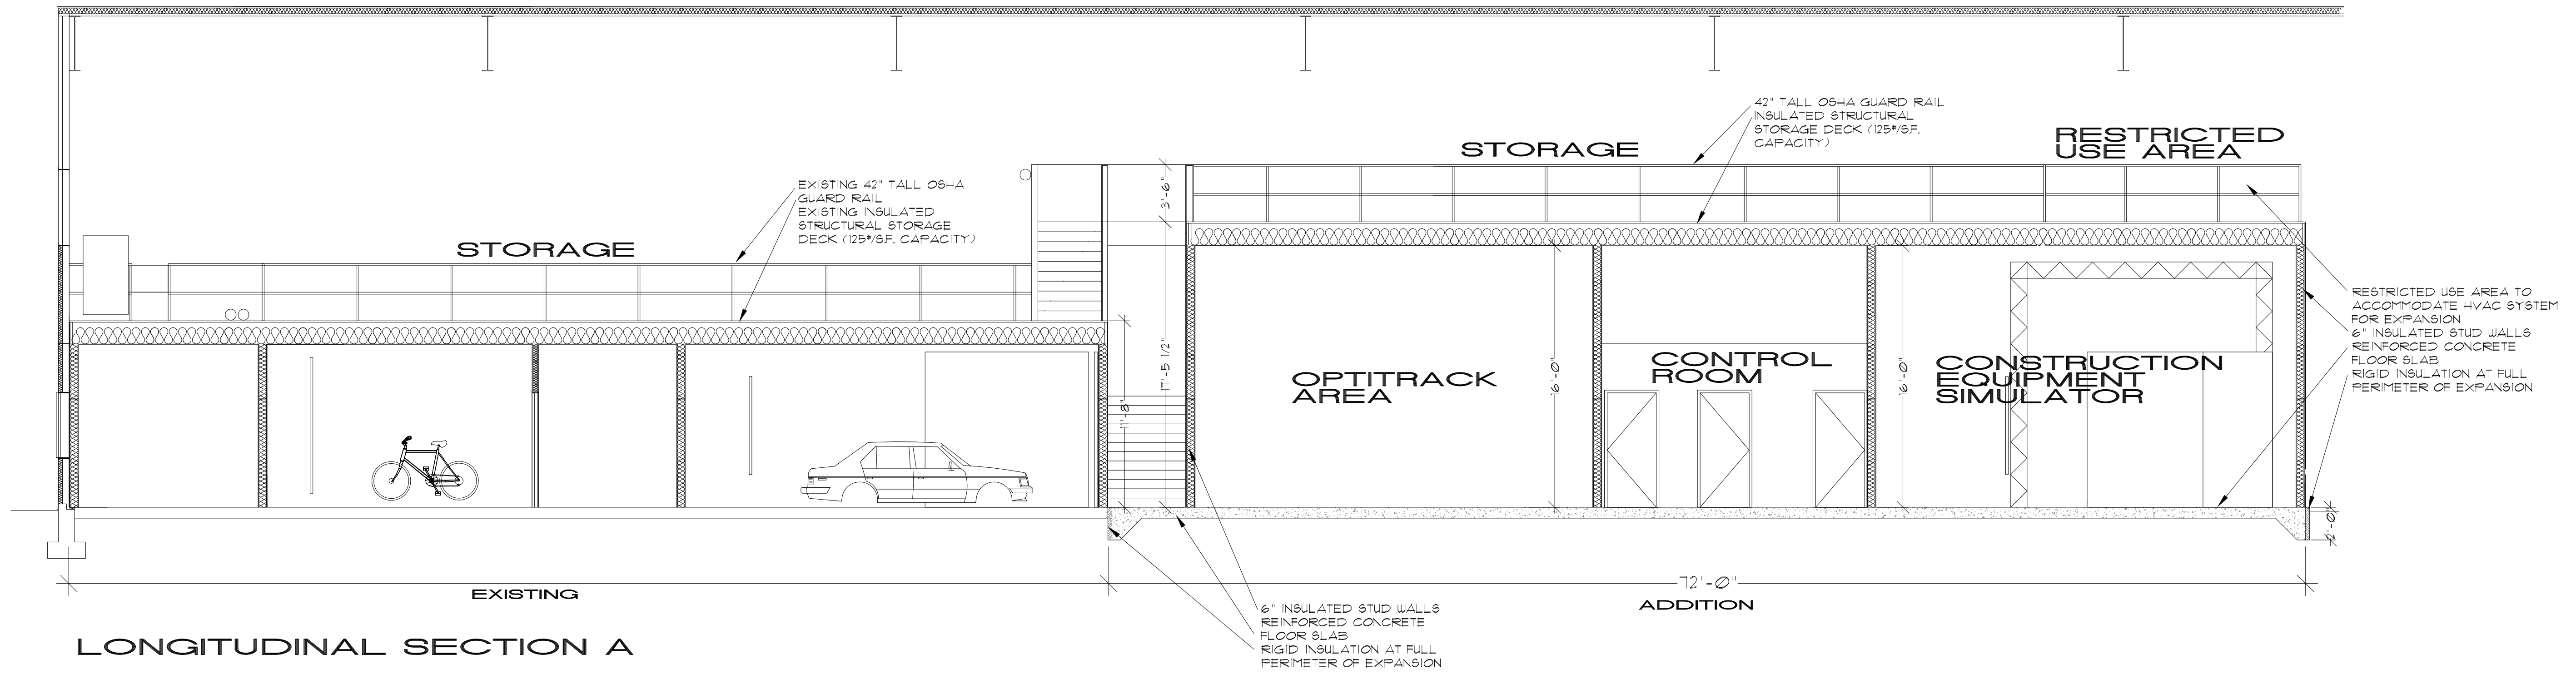 42" TALL OSHA GUARD RAIL
INSULATED STRUCTURAL
STORAGE DECK (125#/S.F.
CAPACITY)
STORAGE
RESTRICTED
USE AREA
EXISTING 42" TALL OSHA
GUARD RAIL
EXISTING INSULATED
STRUCTURAL STORAGE
DECK (125#/S.F. CAPACITY)
STORAGE
3'-6"
17'-5 1/2"
11'-8"
16'-0"
16'-0"
OPTITRACK
AREA
CONTROL
ROOM
CONSTRUCTION
EQUIPMENT
SIMULATOR
RESTRICTED USE AREA TO
ACCOMMODATE HVAC SYSTEM
FOR EXPANSION
6" INSULATED STUD WALLS
REINFORCED CONCRETE
FLOOR SLAB
RIGID INSULATION AT FULL
PERIMETER OF EXPANSION
2'-0"
72'-0"
EXISTING
ADDITION
6" INSULATED STUD WALLS
REINFORCED CONCRETE
FLOOR SLAB
RIGID INSULATION AT FULL
PERIMETER OF EXPANSION
LONGITUDINAL SECTION A